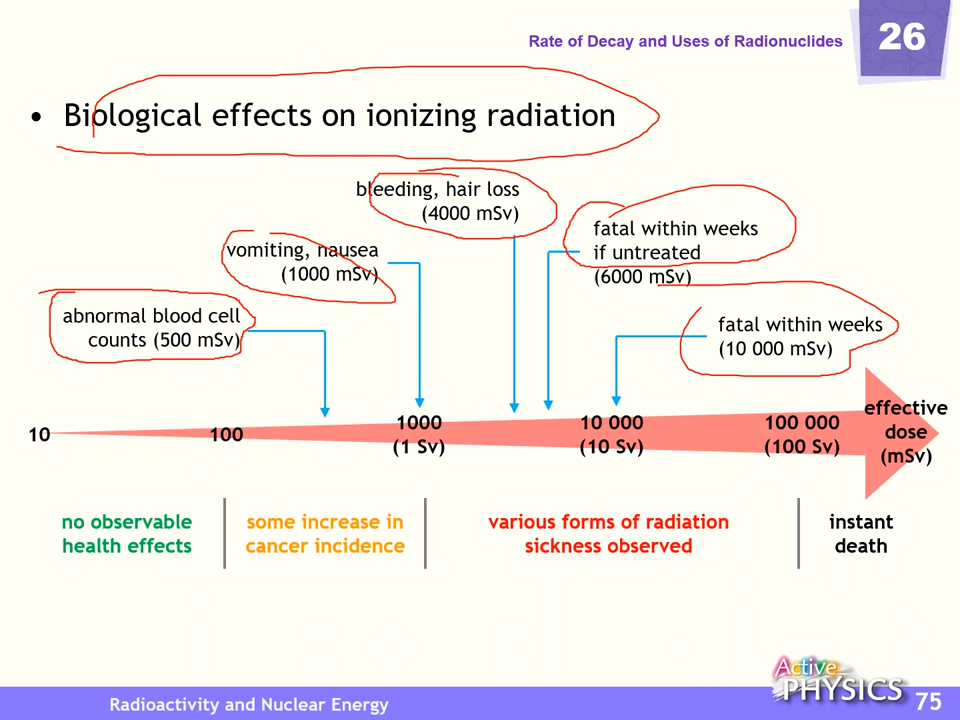 Rate of Decay and Uses of Radionuclides
26
• Biological effects on ionizing radiation
bleeding, hair loss
(4000 mSv)
fatal within weeks
if untreated
(6000 mSv)
vomiting, nausea
(1000 mSv)
abnormal blood cell
counts (500 mSv)
fatal within weeks
(10 000 mSv)
10
100
1000
(1 Sv)
10 000
(10 Sv)
100 000
(100 Sv)
effective
dose
(mSv)
no observable
health effects
some increase in
cancer incidence
various forms of radiation
sickness observed
instant
death
Active
PHYSICS
Radioactivity and Nuclear Energy
75